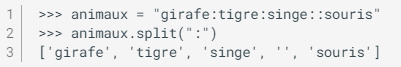 1 >>> animaux = "girafe:tigre:singe::souris"
2 >>> animaux.split(":")
3 ['girafe', 'tigre', 'singe', '', 'souris']